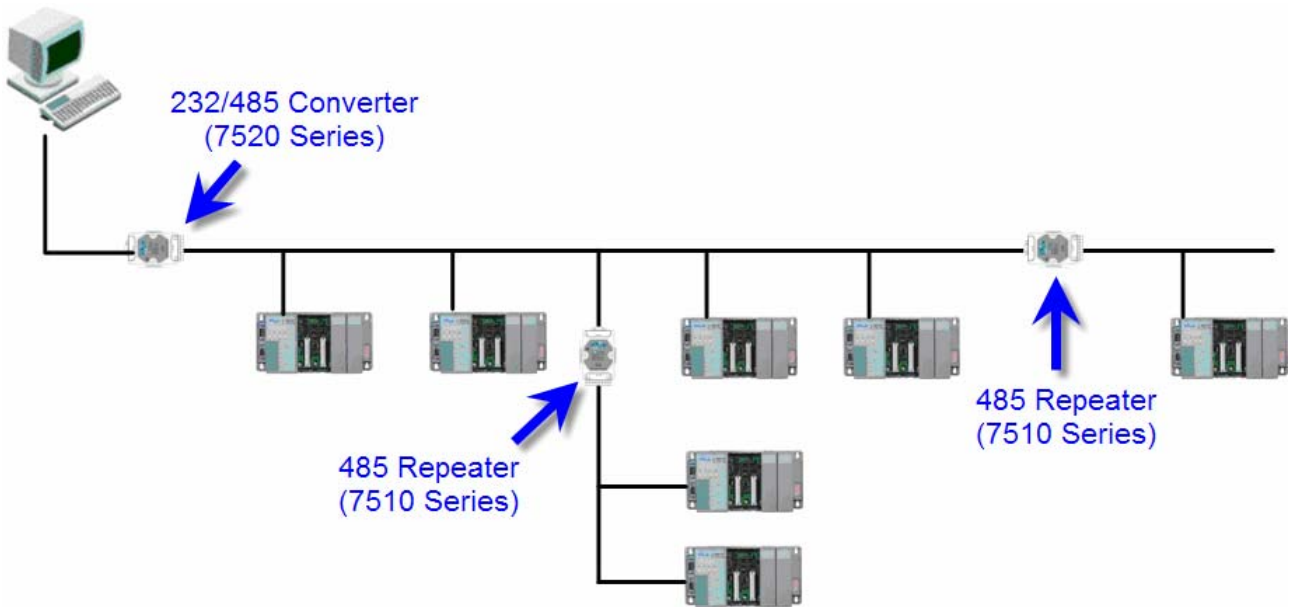 232/485 Converter
(7520 Series)
485 Repeater
(7510 Series)
485 Repeater
(7510 Series)